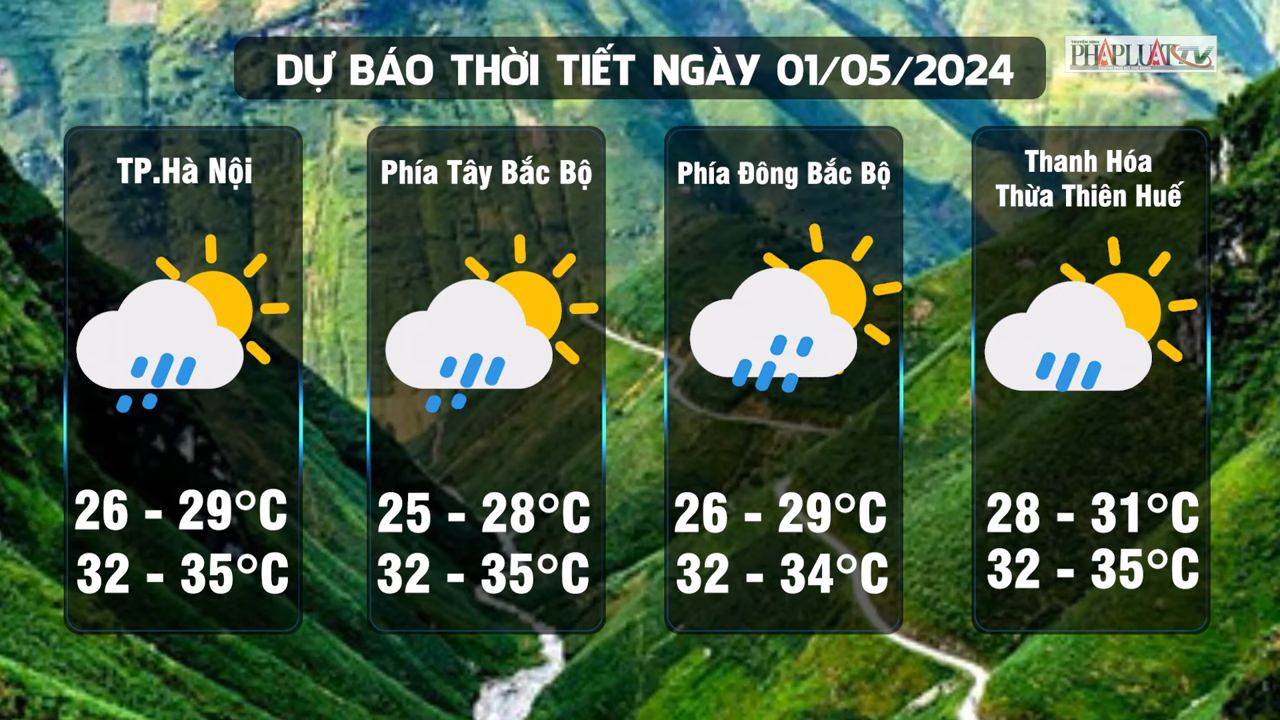 DỰ BÁO THỜI TIẾT NGÀY 01/05/2024
PHÁPLUẬT TV
TP.Hà Nội
26 - 29°C
32 - 35°C
Phía Tây Bắc Bộ
25 - 28°C
32 - 35°C
Phía Đông Bắc Bộ
26 - 29°C
32 - 34°C
Thanh Hóa
Thừa Thiên Huế
28 - 31°C
32 - 35°C